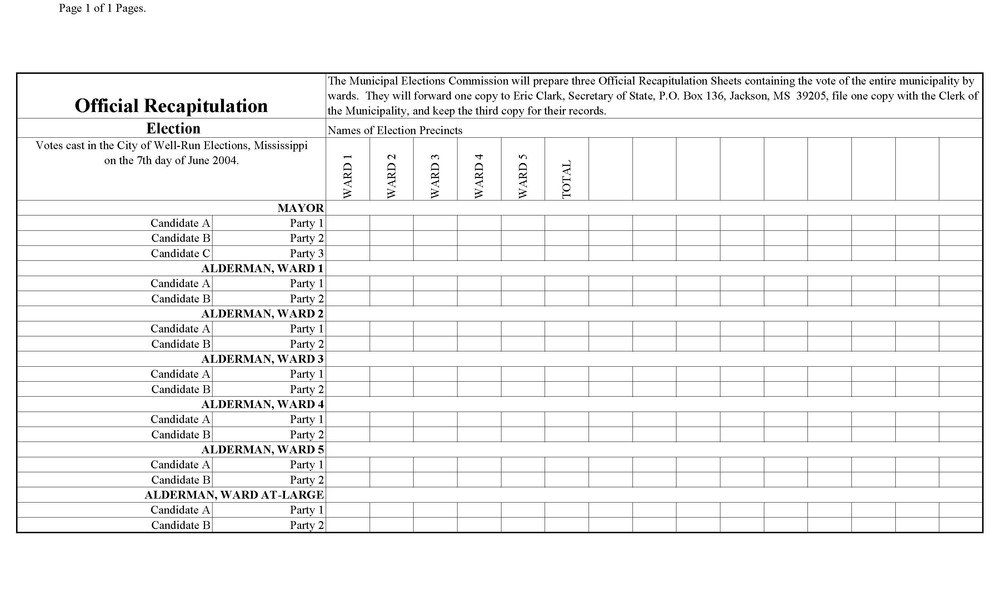 Page 1 of 1 Pages.
Official Recapitulation
The Municipal Elections Commission will prepare three Official Recapitulation Sheets containing the vote of the entire municipality by
wards.  They will forward one copy to Eric Clark, Secretary of State, P.O. Box 136, Jackson, MS  39205, file one copy with the Clerk of
the Municipality, and keep the third copy for their records.
Election
Names of Election Precincts
Votes cast in the City of Well-Run Elections, Mississippi
on the 7th day of June 2004.
WARD 1
WARD 2
WARD 3
WARD 4
WARD 5
TOTAL
MAYOR
Candidate A Party 1
Candidate B Party 2
Candidate C Party 3
ALDERMAN, WARD 1
Candidate A Party 1
Candidate B Party 2
ALDERMAN, WARD 2
Candidate A Party 1
Candidate B Party 2
ALDERMAN, WARD 3
Candidate A Party 1
Candidate B Party 2
ALDERMAN, WARD 4
Candidate A Party 1
Candidate B Party 2
ALDERMAN, WARD 5
Candidate A Party 1
Candidate B Party 2
ALDERMAN, WARD AT-LARGE
Candidate A Party 1
Candidate B Party 2